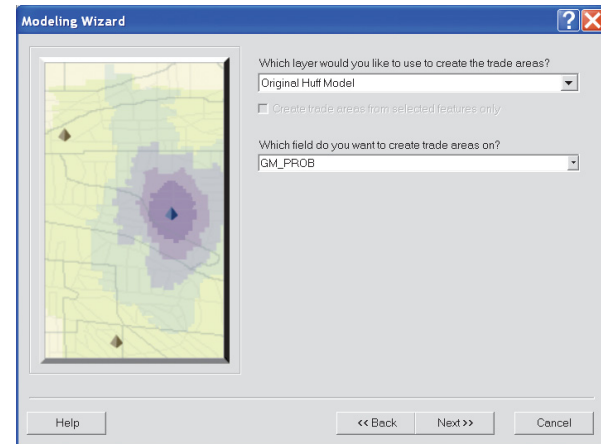 Modeling Wizard
Which layer would you like to use to create the trade areas?
Original Huff Model
Create trade areas from selected features only
Which field do you want to create trade areas on?
GM_PROB
Help
<< Back
Next >>
Cancel